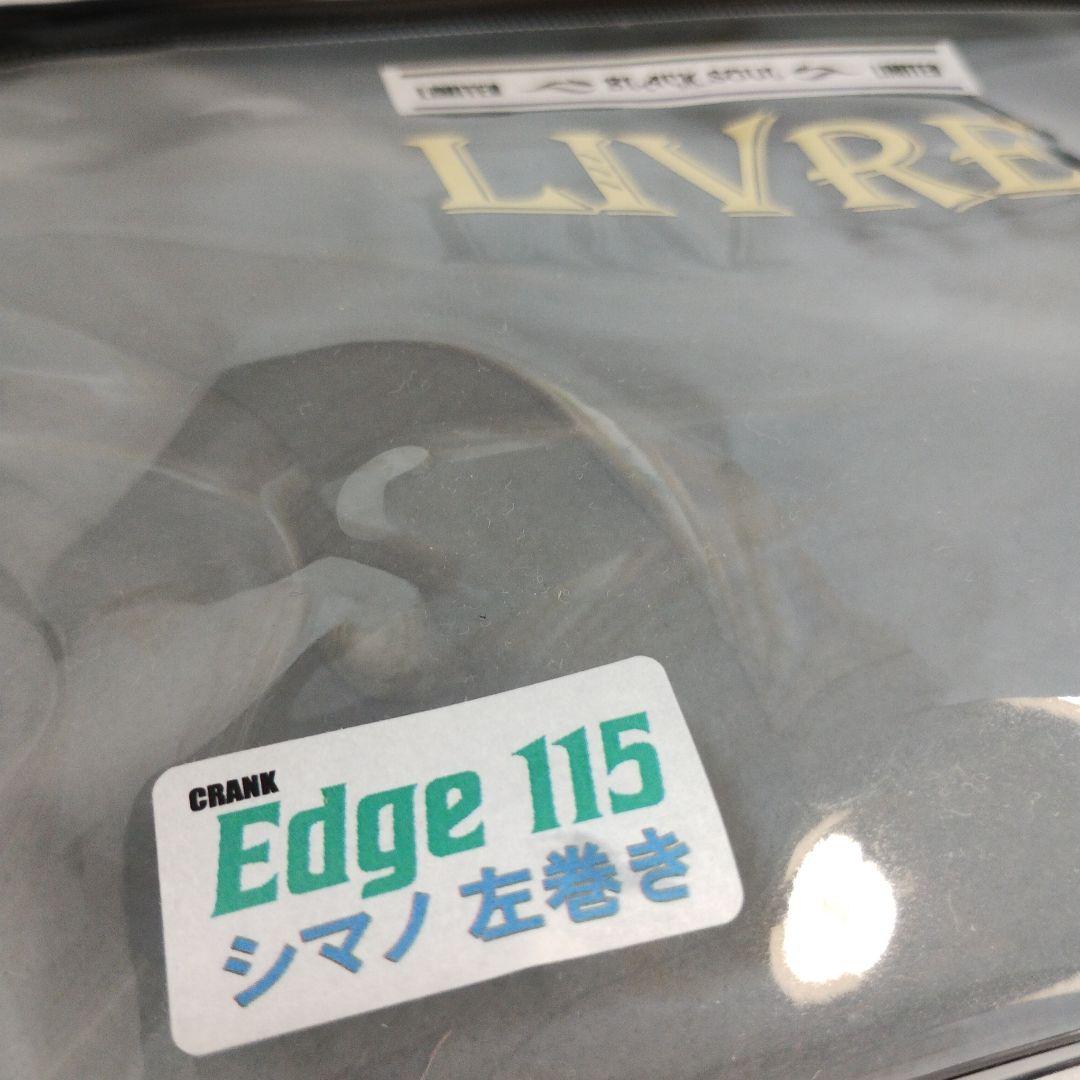 LIMITED BLACK SOUL LIMITED
LIVRE
CRANK
Edge 115
シマノ 左巻き